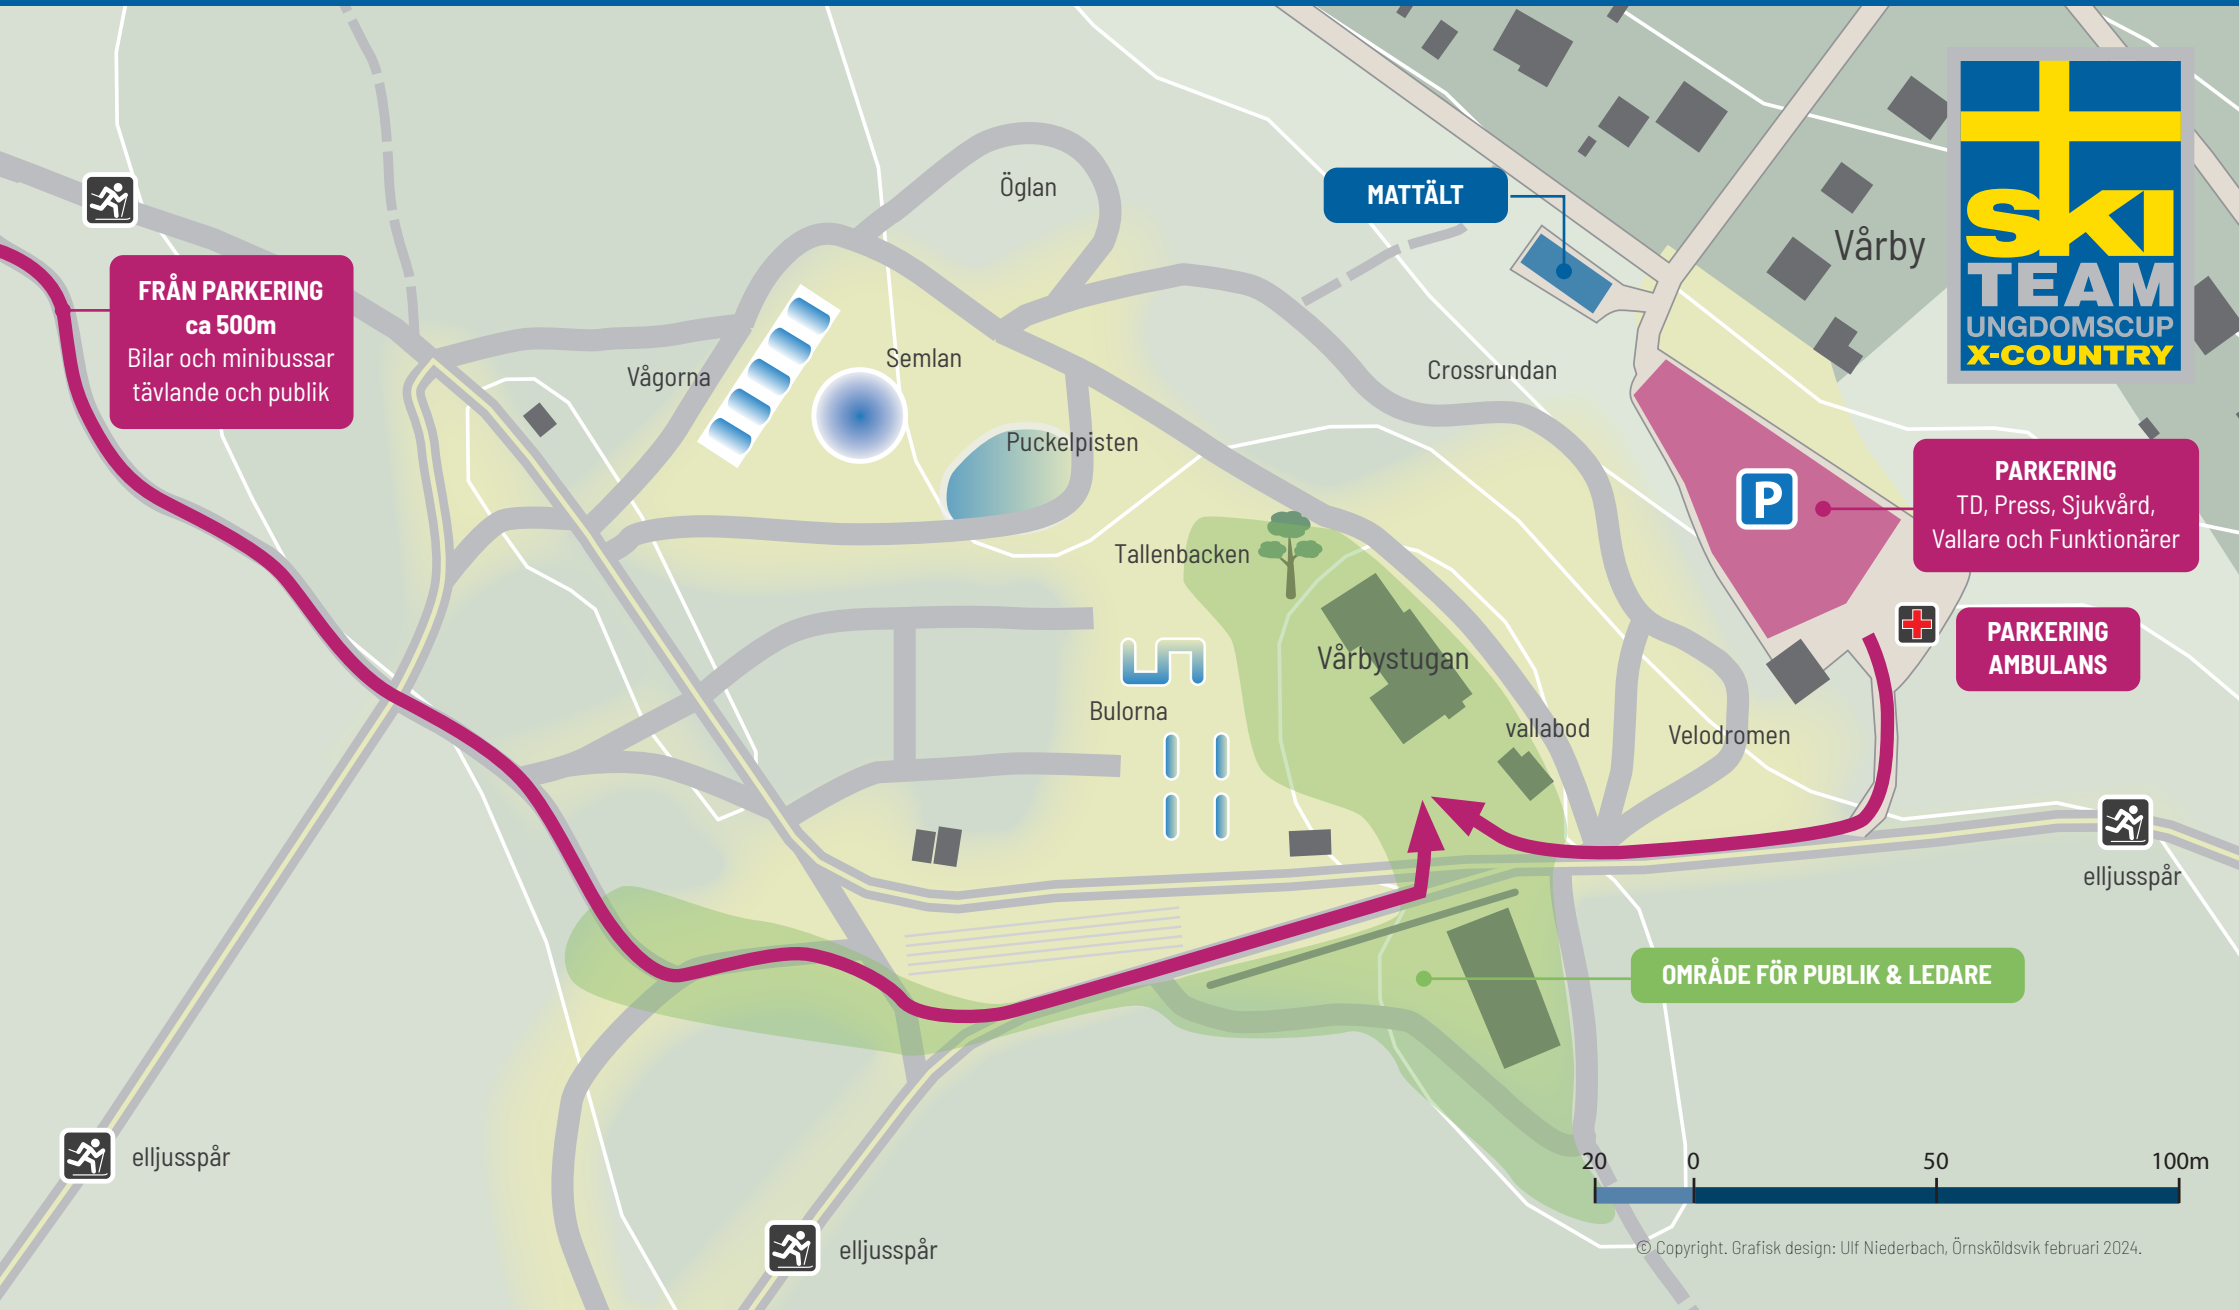 Öglan
MATTÄLT
Vårby
SKI
TEAM
UNGDOMSCUP
X-COUNTRY
FRÅN PARKERING
ca 500m
Bilar och minibussar
tävlande och publik
Vågorna
Semlan
Crossrundan
Puckelpisten
P
PARKERING
TD, Press, Sjukvård,
Vallare och Funktionärer
Tallenbacken
PARKERING
AMBULANS
Vårbystugan
Bulorna
vallabod
Velodromen
elljusspår
OMRÅDE FÖR PUBLIK & LEDARE
elljusspår
20 0 50 100m
elljusspår
© Copyright. Grafisk design: Ulf Niederbach, Örnsköldsvik februari 2024.